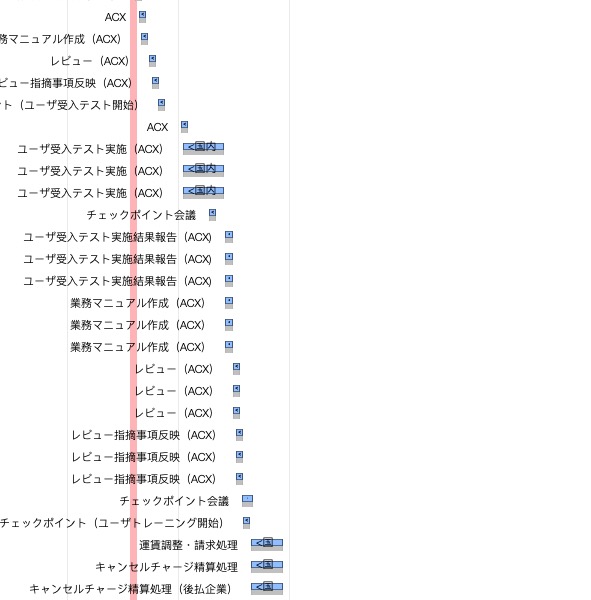 ACX
務マニュアル作成（ACX）
レビュー（ACX）
ビュー指摘事項反映（ACX）
ト（ユーザ受入テスト開始）
ACX
ユーザ受入テスト実施（ACX） <国内
ユーザ受入テスト実施（ACX） <国内
ユーザ受入テスト実施（ACX） <国内
チェックポイント会議
ユーザ受入テスト実施結果報告（ACX）
ユーザ受入テスト実施結果報告（ACX）
ユーザ受入テスト実施結果報告（ACX）
業務マニュアル作成（ACX）
業務マニュアル作成（ACX）
業務マニュアル作成（ACX）
レビュー（ACX）
レビュー（ACX）
レビュー（ACX）
レビュー指摘事項反映（ACX）
レビュー指摘事項反映（ACX）
レビュー指摘事項反映（ACX）
チェックポイント会議
チェックポイント（ユーザトレーニング開始）
運賃調整・請求処理 <国
キャンセルチャージ精算処理 <国
キャンセルチャージ精算処理（後払企業） <国